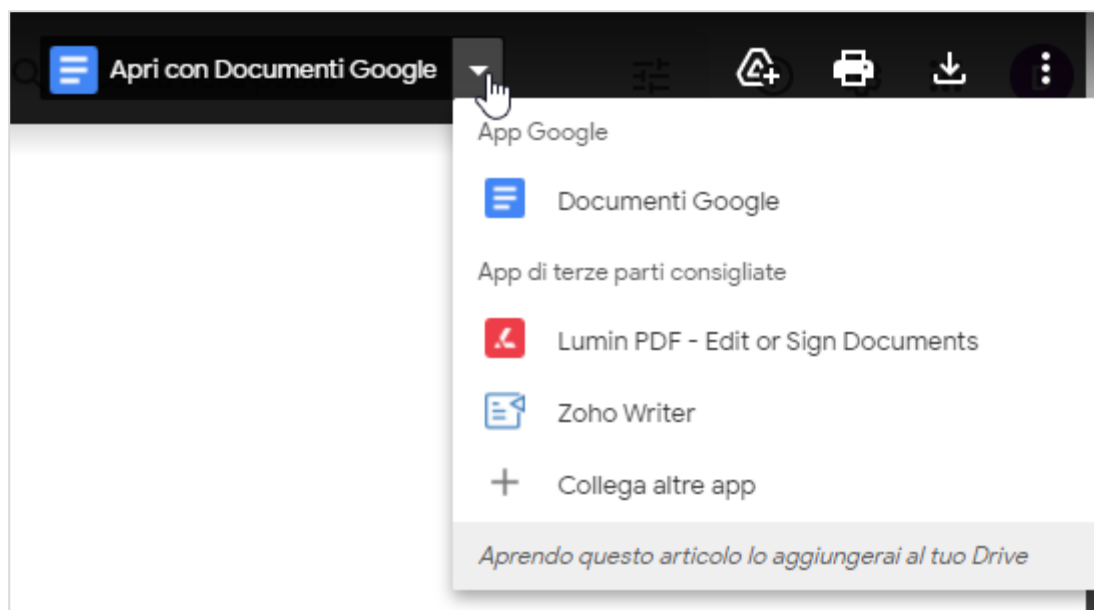 Apri con Documenti Google
App Google
Documenti Google
App di terze parti consigliate
Lumin PDF - Edit or Sign Documents
Zoho Writer
Collega altre app
Aprendo questo articolo lo aggiungerai al tuo Drive